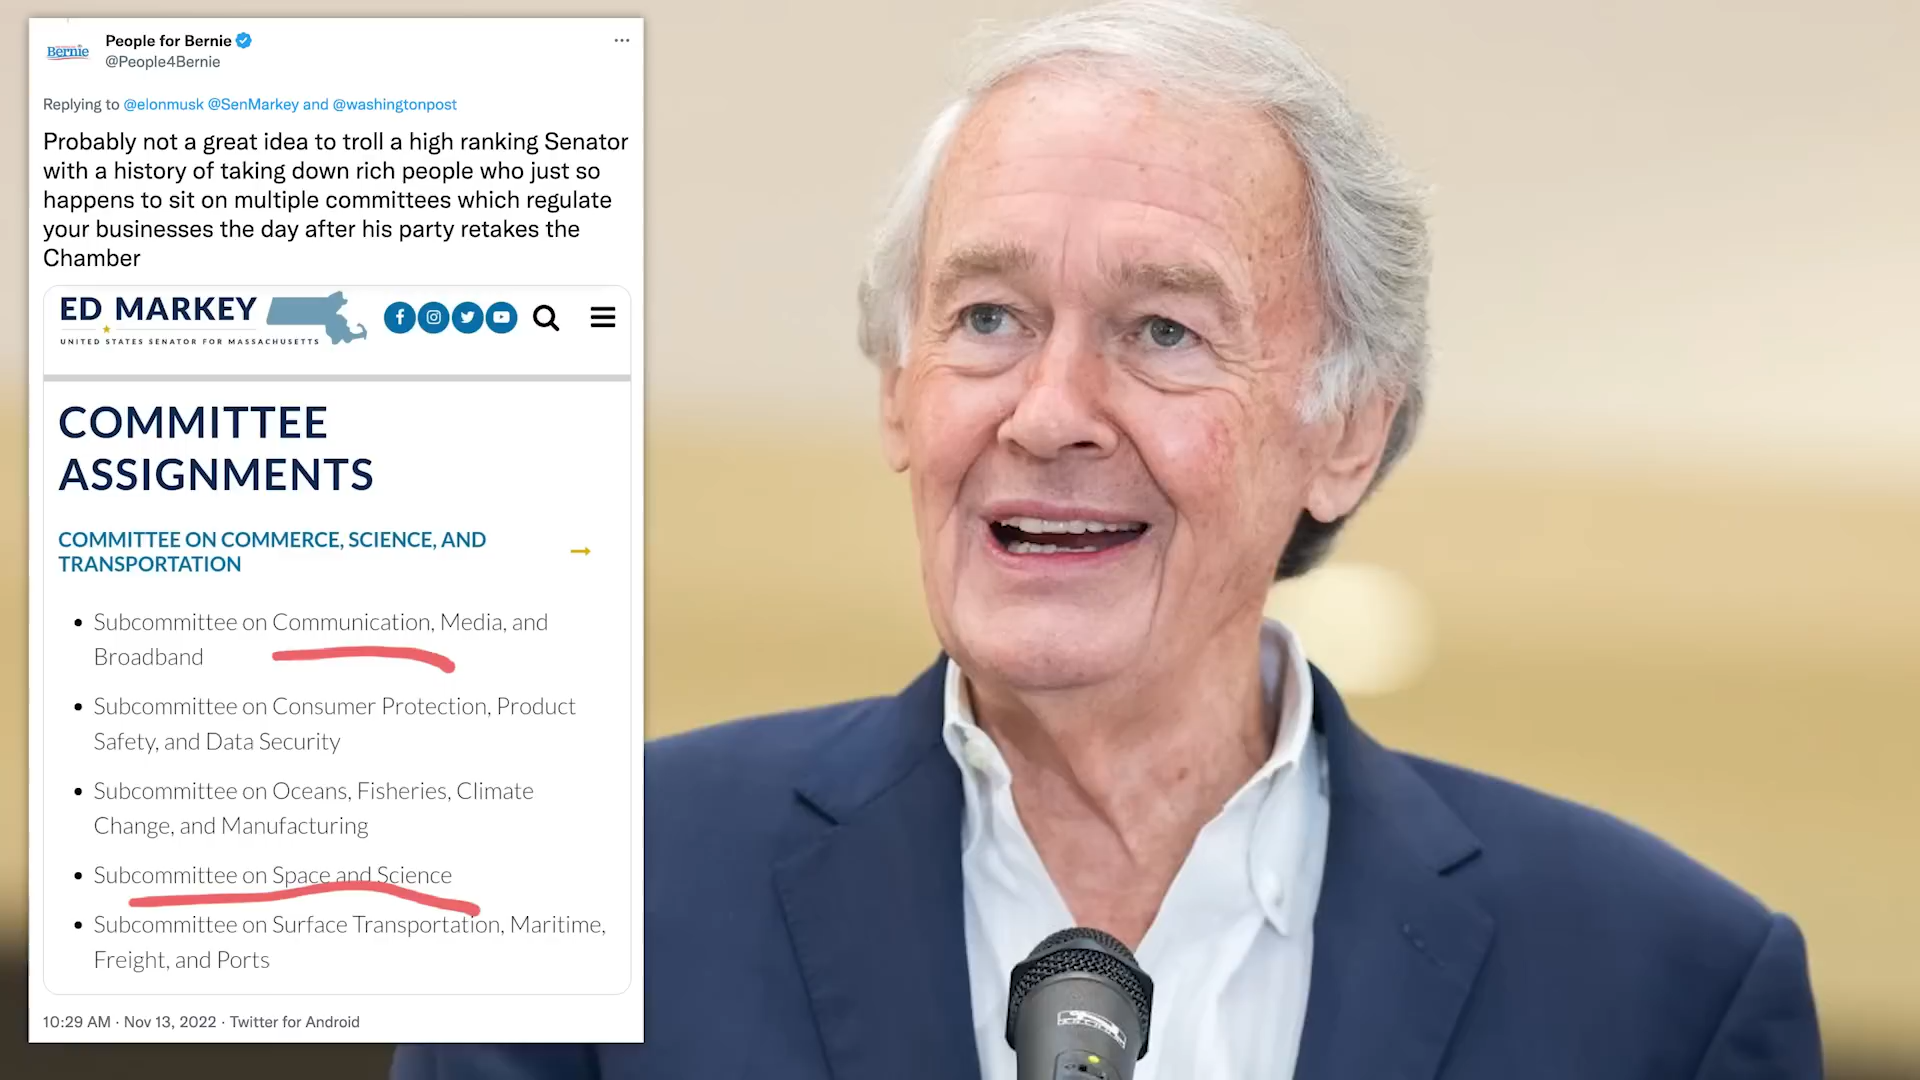 Bernie
People for Bernie
@People4Bernie
Replying to @elonmusk @SenMarkey and @washingtonpost
Probably not a great idea to troll a high ranking Senator
with a history of taking down rich people who just so
happens to sit on multiple committees which regulate
your businesses the day after his party retakes the
Chamber
ED MARKEY
UNITED STATES SENATOR FOR MASSACHUSETTS
COMMITTEE
ASSIGNMENTS
COMMITTEE ON COMMERCE, SCIENCE, AND
TRANSPORTATION
• Subcommittee on Communication, Media, and
Broadband
• Subcommittee on Consumer Protection, Product
Safety, and Data Security
• Subcommittee on Oceans, Fisheries, Climate
Change, and Manufacturing
• Subcommittee on Space and Science
• Subcommittee on Surface Transportation, Maritime,
Freight, and Ports
10:29 AM · Nov 13, 2022 · Twitter for Android